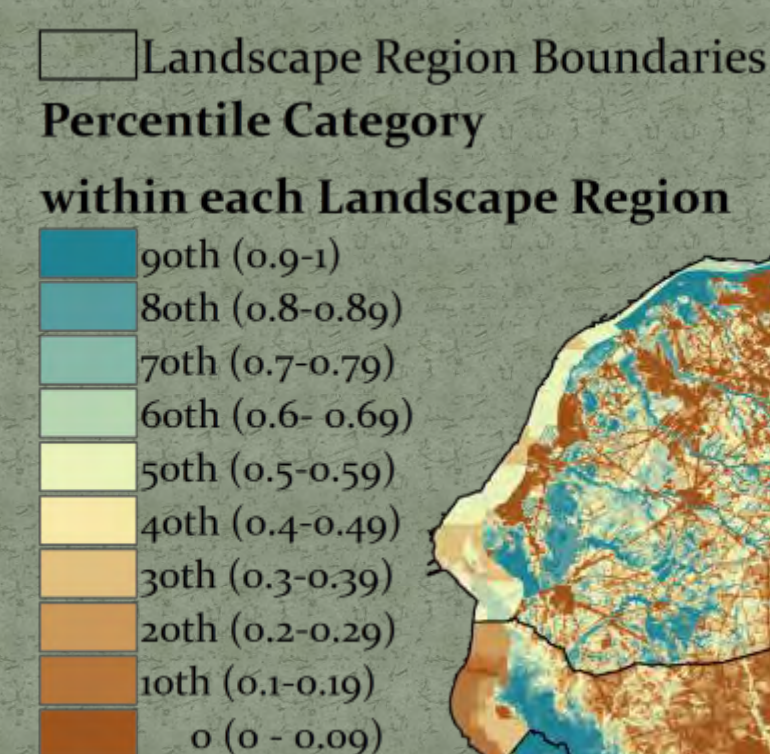 Landscape Region Boundaries
Percentile Category
within each Landscape Region
90th (0.9-1)
80th (0.8-0.89)
70th (0.7-0.79)
60th (0.6- 0.69)
50th (0.5-0.59)
40th (0.4-0.49)
30th (0.3-0.39)
20th (0.2-0.29)
10th (0.1-0.19)
0 (0 - 0.09)